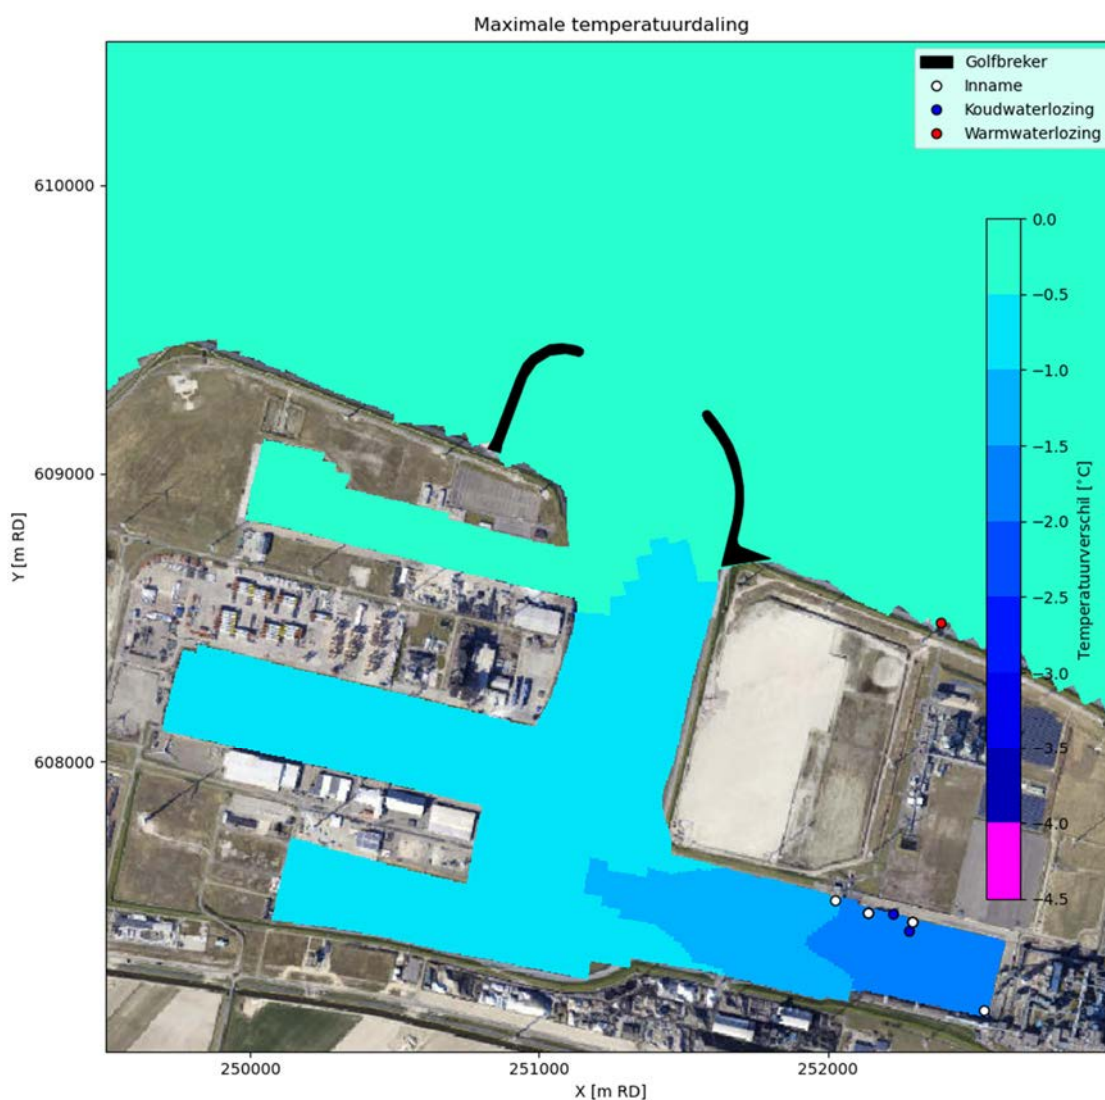 Maximale temperatuurdaling
Golfbreker
Inname
Koudwaterlozing
Warmwaterlozing
610000
609000
608000
Y [m RD]
0.0
−0.5
−1.0
−1.5
−2.0
−2.5
−3.0
−3.5
−4.0
−4.5
Temperatuurverschil [°C]
250000
251000
252000
X [m RD]